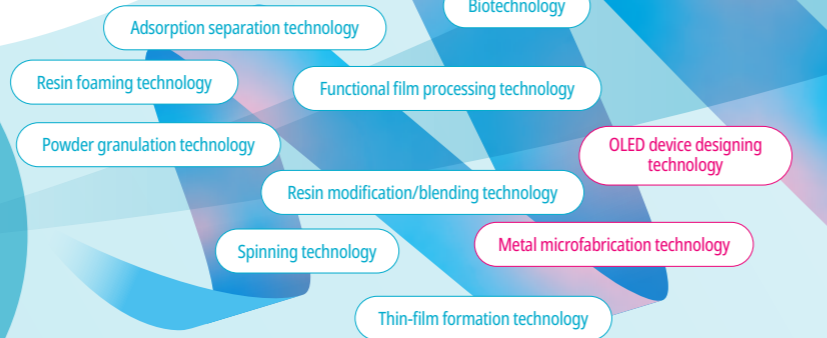 Biotechnology
Adsorption separation technology
Resin foaming technology
Functional film processing technology
Powder granulation technology
OLED device designing
technology
Resin modification/blending technology
Metal microfabrication technology
Spinning technology
Thin-film formation technology